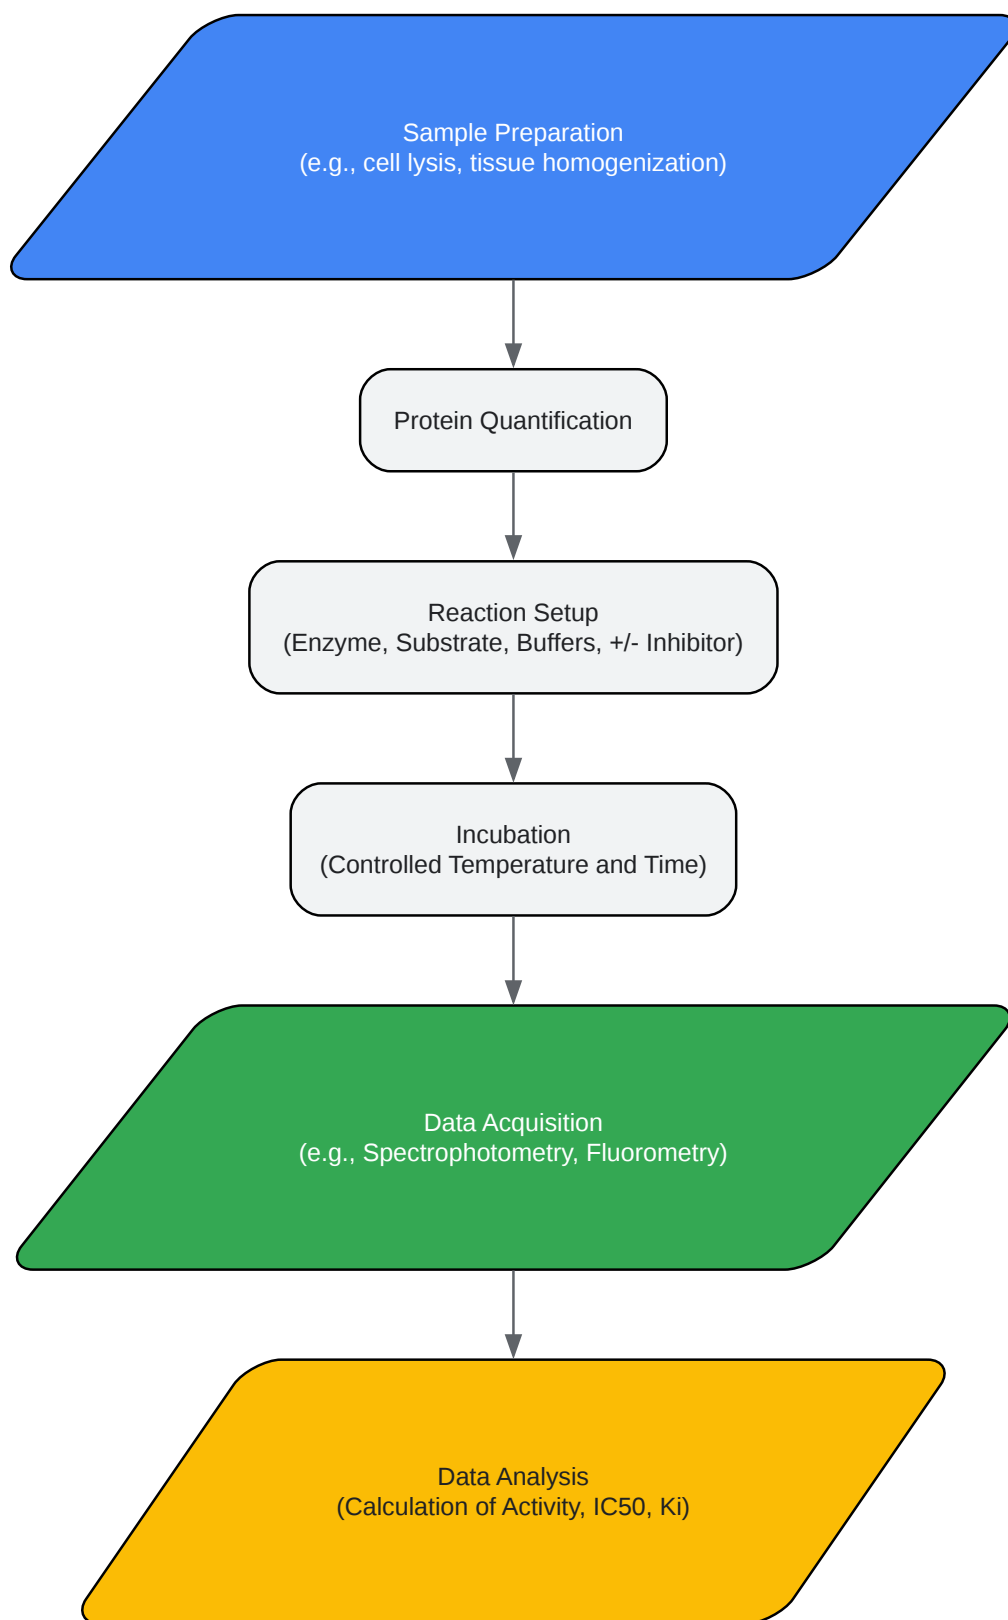 Sample Preparation
(e.g., cell lysis, tissue homogenization)
Protein Quantification
Reaction Setup
(Enzyme, Substrate, Buffers, +/- Inhibitor)
Incubation
(Controlled Temperature and Time)
Data Acquisition
(e.g., Spectrophotometry, Fluorometry)
Data Analysis
(Calculation of Activity, IC50, Ki)